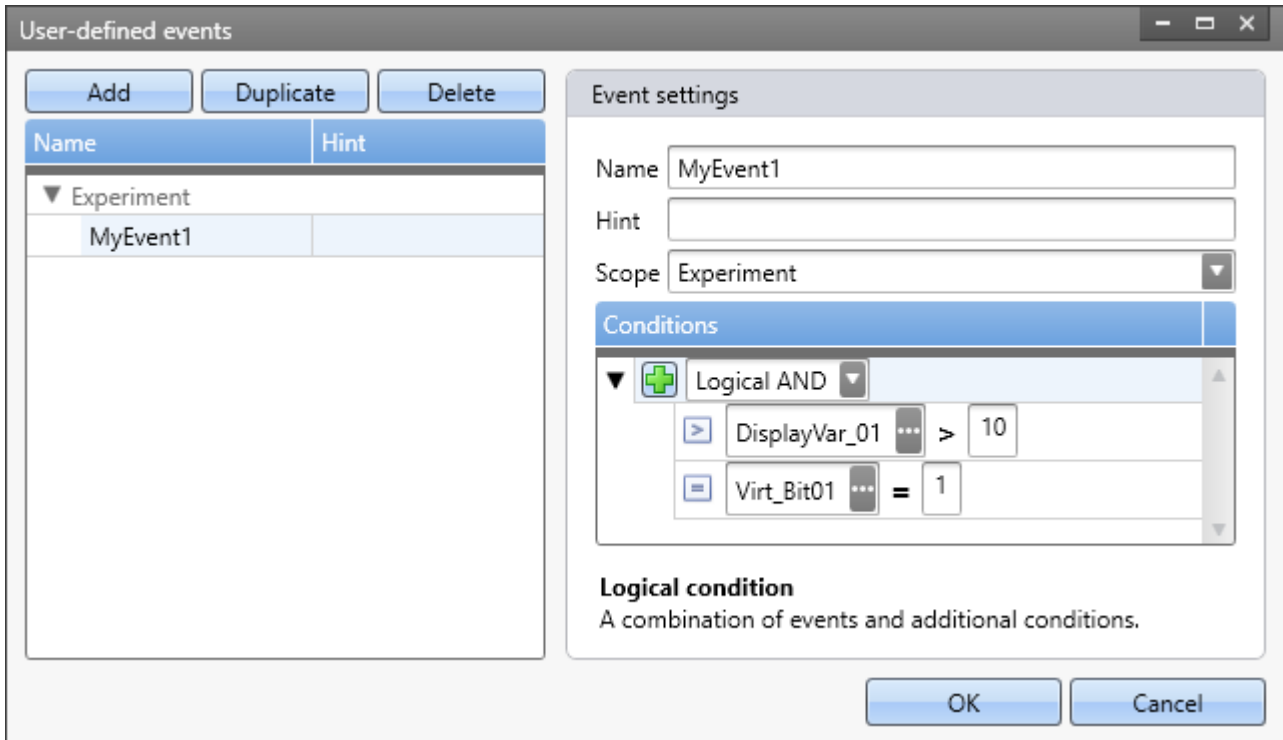 User-defined events
Add Duplicate Delete
Name Hint
Experiment
MyEvent1
Event settings
Name MyEvent1
Hint
Scope Experiment
Conditions
Logical AND
> DisplayVar_01 ... > 10
= Virt_Bit01 ... = 1
Logical condition
A combination of events and additional conditions.
OK Cancel